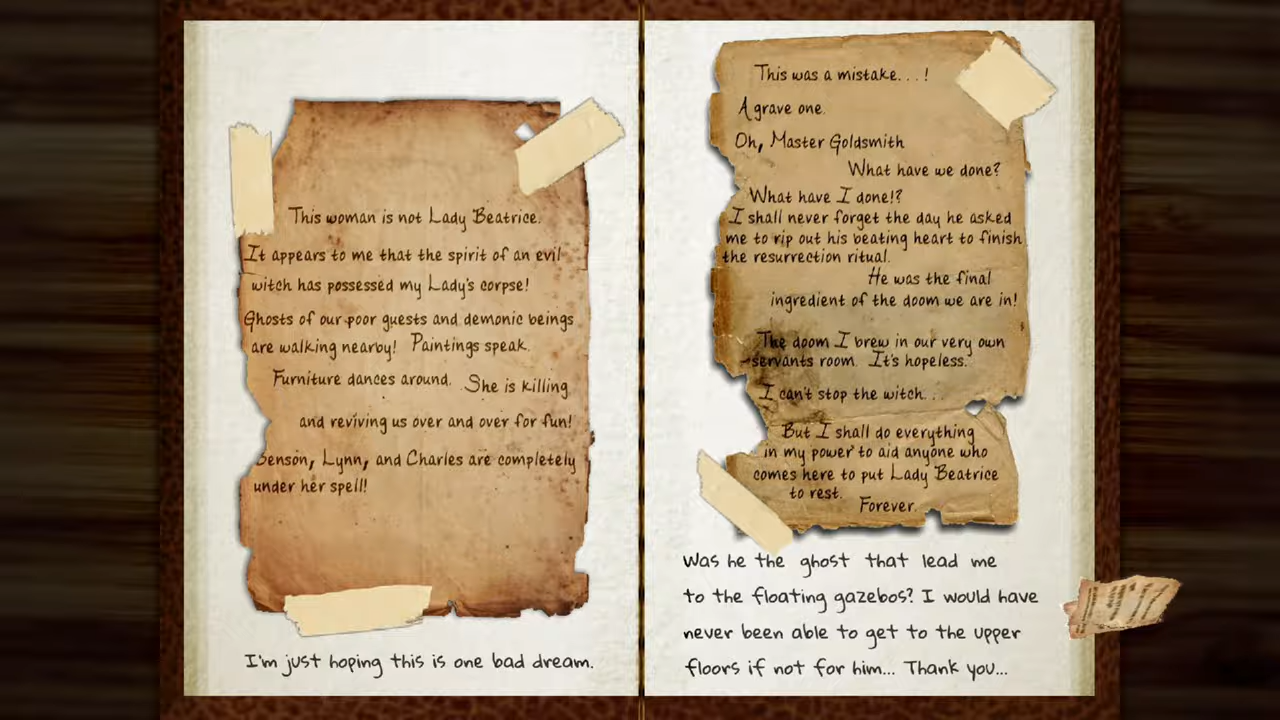 This woman is not Lady Beatrice.
It appears to me that the spirit of an evil
witch has possessed my Lady's corpse!
Ghosts of our poor guests and demonic beings
are walking nearby! Paintings speak.
Furniture dances around. She is killing
and reviving us over and over for fun!
Benson, Lynn, and Charles are completely
under her spell!
I'm just hoping this is one bad dream.
This was a mistake. . . !
A grave one.
Oh, Master Goldsmith
What have we done?
What have I done!?
I shall never forget the day he asked
me to rip out his beating heart to finish
the resurrection ritual.
He was the final
ingredient of the doom we are in!
The doom I brew in our very own
servants room. It's hopeless.
I can't stop the witch. . .
But I shall do everything
in my power to aid anyone who
comes here to put Lady Beatrice
to rest.
Forever.
Was he the ghost that lead me
to the floating gazebos? I would have
never been able to get to the upper
floors if not for him... Thank you...